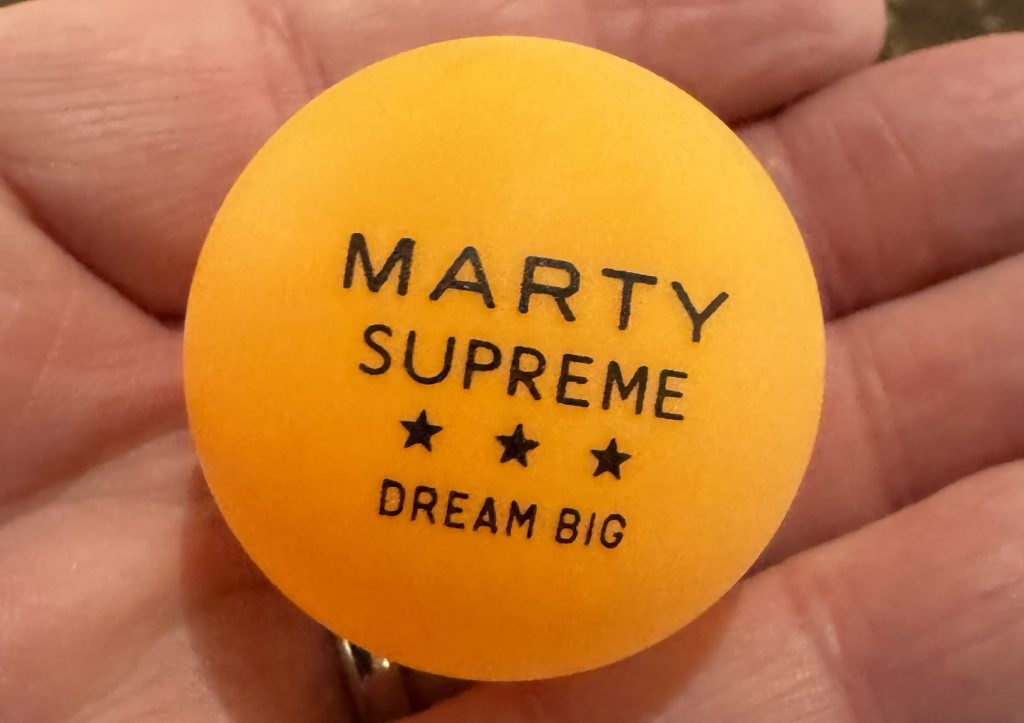 MARTY
SUPREME
★ ★ ★
DREAM BIG